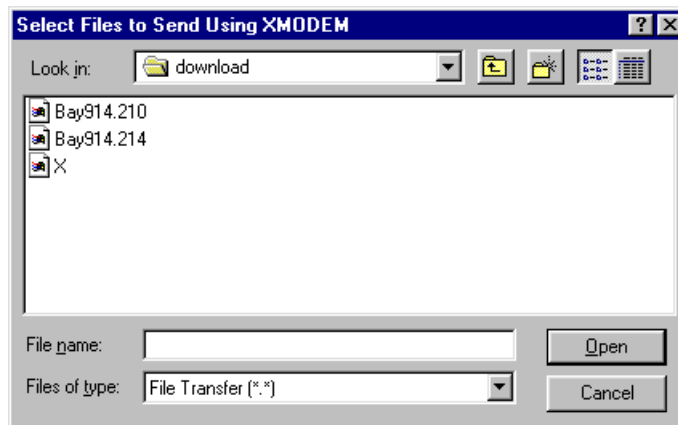 Select Files to Send Using XMODEM
Look in: download
Bay914.210
Bay914.214
X
File name: Open
Files of type: File Transfer (*.*) Cancel